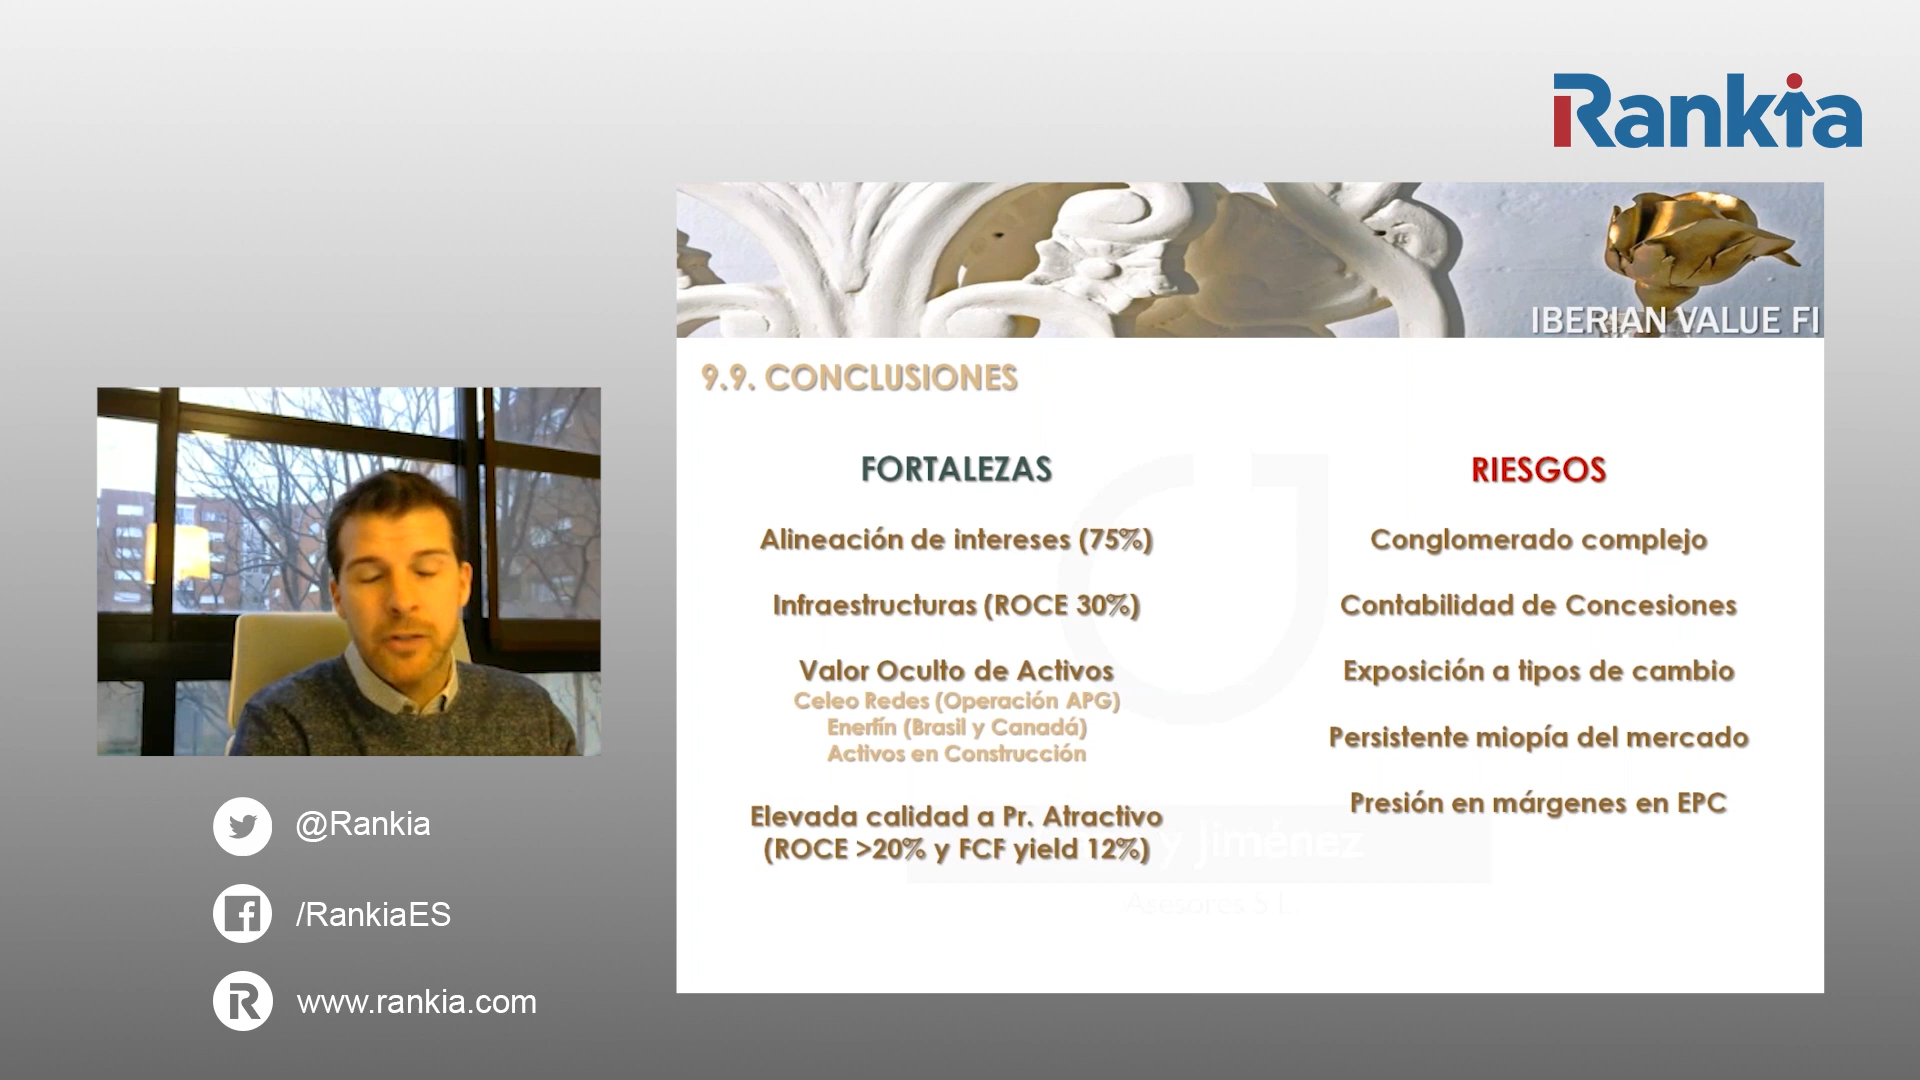 Rankia
IBERIAN VALUE FI
9.9. CONCLUSIONES
FORTALEZAS
Alineación de intereses (75%)
Infraestructuras (ROCE 30%)
Valor Oculto de Activos
Celeo Redes (Operación APG)
Enerfín (Brasil y Canadá)
Activos en Construcción
Elevada calidad a Pr. Atractivo
(ROCE >20% y FCF yield 12%)
RIESGOS
Conglomerado complejo
Contabilidad de Concesiones
Exposición a tipos de cambio
Persistente miopía del mercado
Presión en márgenes en EPC
y Jiménez
Asesores S.L
@Rankia
/RankiaES
www.rankia.com